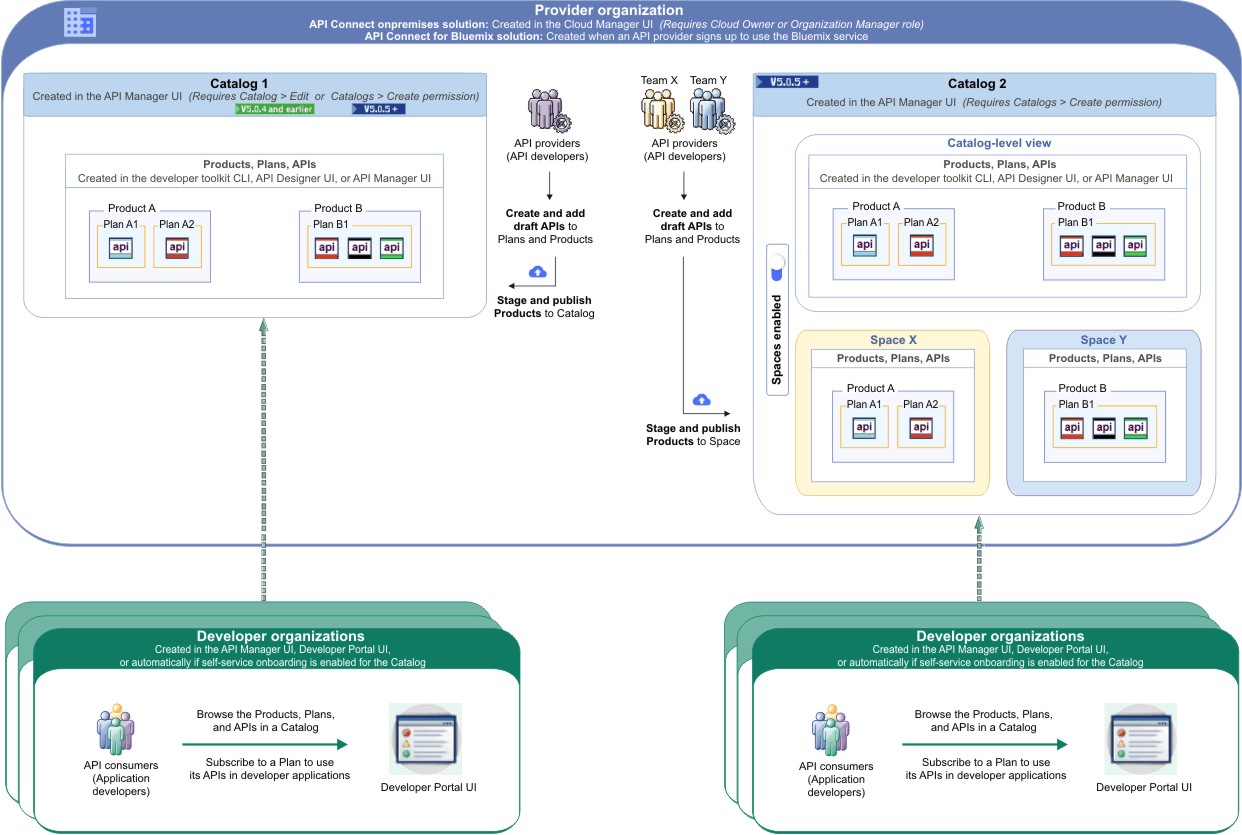 Provider organization
API Connect onpremises solution: Created in the Cloud Manager UI (Requires Cloud Owner or Organization Manager role)
API Connect for Bluemix solution: Created when an API provider signs up to use the Bluemix service
Catalog 1
Created in the API Manager UI (Requires Catalog > Edit or Catalogs > Create permission)
V5.0.4 and earlier
V5.0.5 +
Products, Plans, APIs
Created in the developer toolkit CLI, API Designer UI, or API Manager UI
Product A
Plan A1
Plan A2
api
api
Product B
Plan B1
api
api
api
API providers
(API developers)
Create and add
draft APIs to
Plans and Products
Stage and publish
Products to Catalog
Team X
Team Y
API providers
(API developers)
Create and add
draft APIs to
Plans and Products
Stage and publish
Products to Space
V5.0.5 +
Catalog 2
Created in the API Manager UI (Requires Catalogs > Create permission)
Spaces enabled
Catalog-level view
Products, Plans, APIs
Created in the developer toolkit CLI, API Designer UI, or API Manager UI
Product A
Plan A1
Plan A2
api
api
Product B
Plan B1
api
api
api
Space X
Products, Plans, APIs
Product A
Plan A1
Plan A2
api
api
Space Y
Products, Plans, APIs
Product B
Plan B1
api
api
api
Developer organizations
Created in the API Manager UI, Developer Portal UI,
or automatically if self-service onboarding is enabled for the Catalog
API consumers
(Application
developers)
Browse the Products, Plans,
and APIs in a Catalog
Subscribe to a Plan to use
its APIs in developer applications
Developer Portal UI
Developer organizations
Created in the API Manager UI, Developer Portal UI,
or automatically if self-service onboarding is enabled for the Catalog
API consumers
(Application
developers)
Browse the Products, Plans,
and APIs in a Catalog
Subscribe to a Plan to use
its APIs in developer applications
Developer Portal UI